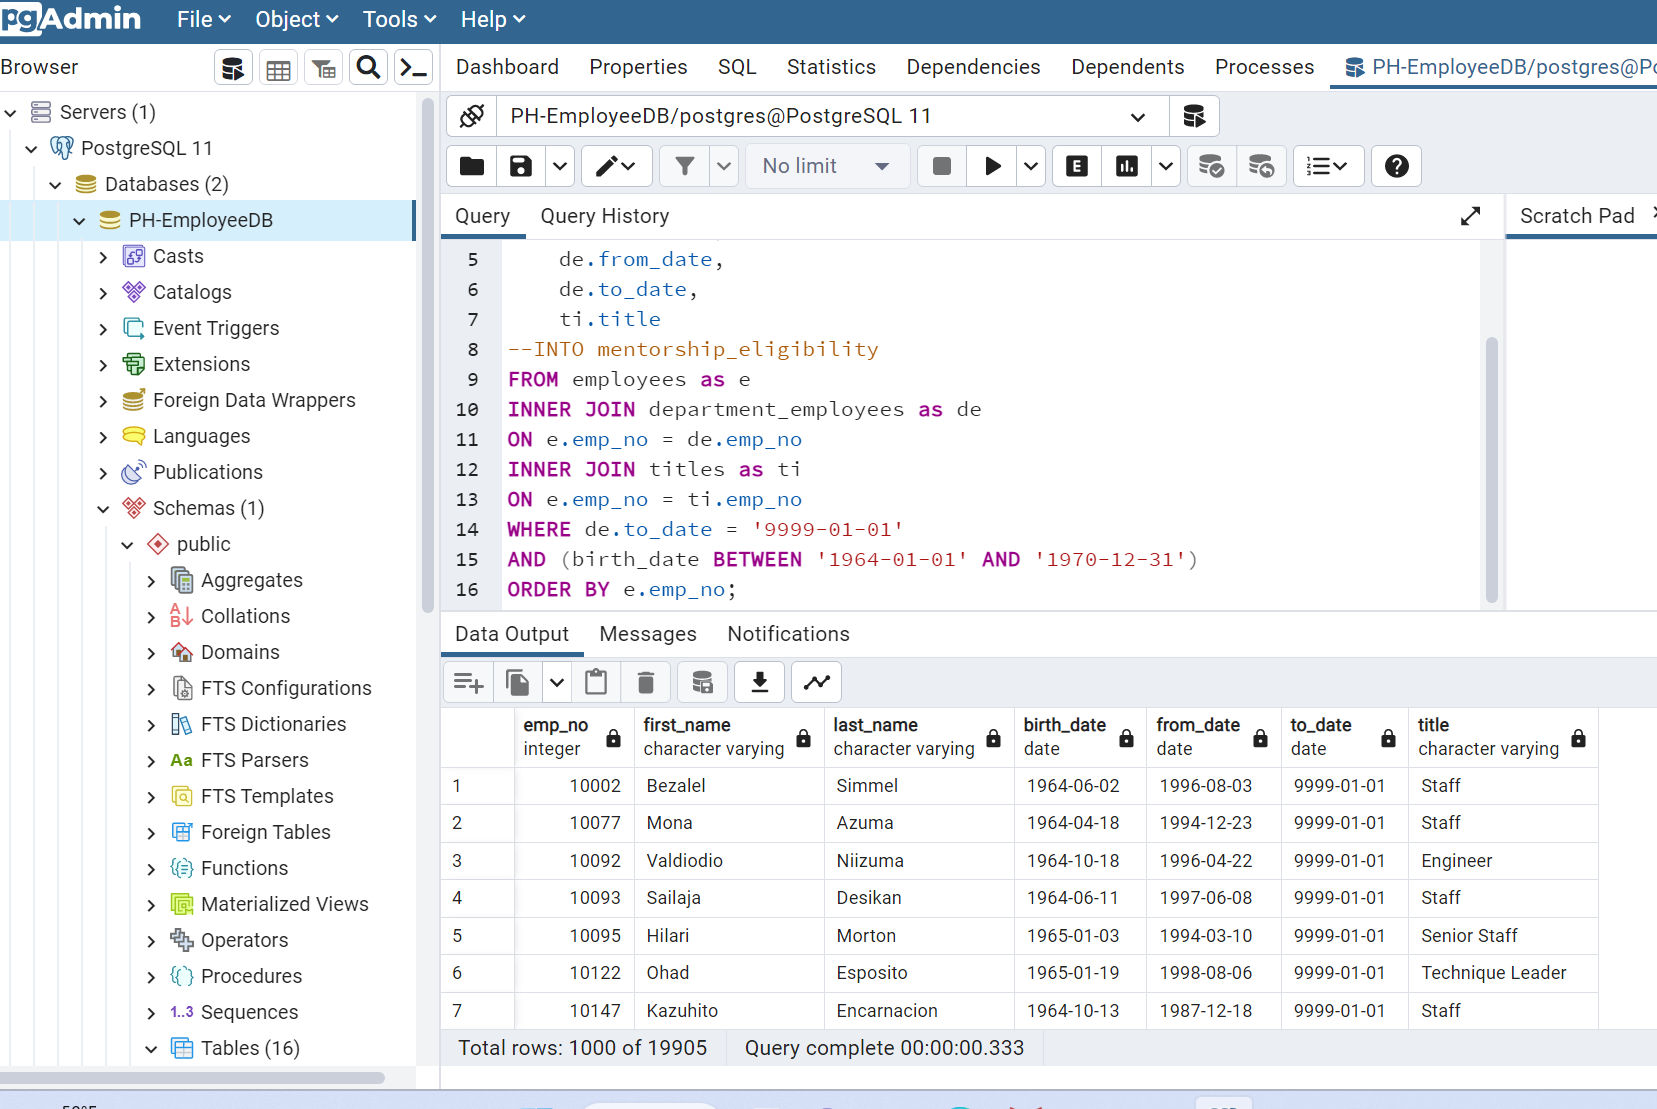 pgAdmin File Object Tools Help
Browser
Dashboard Properties SQL Statistics Dependencies Dependents Processes PH-EmployeeDB/postgres@Po
Servers (1)
PostgreSQL 11
Databases (2)
PH-EmployeeDB
Casts
Catalogs
Event Triggers
Extensions
Foreign Data Wrappers
Languages
Publications
Schemas (1)
public
Aggregates
Collations
Domains
FTS Configurations
FTS Dictionaries
Aa FTS Parsers
FTS Templates
Foreign Tables
Functions
Materialized Views
Operators
Procedures
1..3 Sequences
Tables (16)
PH-EmployeeDB/postgres@PostgreSQL 11
No limit
E
Query Query History
Scratch Pad
5 de.from_date,
6 de.to_date,
7 ti.title
8 --INTO mentorship_eligibility
9 FROM employees as e
10 INNER JOIN department_employees as de
11 ON e.emp_no = de.emp_no
12 INNER JOIN titles as ti
13 ON e.emp_no = ti.emp_no
14 WHERE de.to_date = '9999-01-01'
15 AND (birth_date BETWEEN '1964-01-01' AND '1970-12-31')
16 ORDER BY e.emp_no;
Data Output Messages Notifications
emp_no first_name last_name birth_date from_date to_date title
integer character varying character varying date date date character varying
1 10002 Bezalel Simmel 1964-06-02 1996-08-03 9999-01-01 Staff
2 10077 Mona Azuma 1964-04-18 1994-12-23 9999-01-01 Staff
3 10092 Valdiodio Niizuma 1964-10-18 1996-04-22 9999-01-01 Engineer
4 10093 Sailaja Desikan 1964-06-11 1997-06-08 9999-01-01 Staff
5 10095 Hilari Morton 1965-01-03 1994-03-10 9999-01-01 Senior Staff
6 10122 Ohad Esposito 1965-01-19 1998-08-06 9999-01-01 Technique Leader
7 10147 Kazuhito Encarnacion 1964-10-13 1987-12-18 9999-01-01 Staff
Total rows: 1000 of 19905 Query complete 00:00:00.333